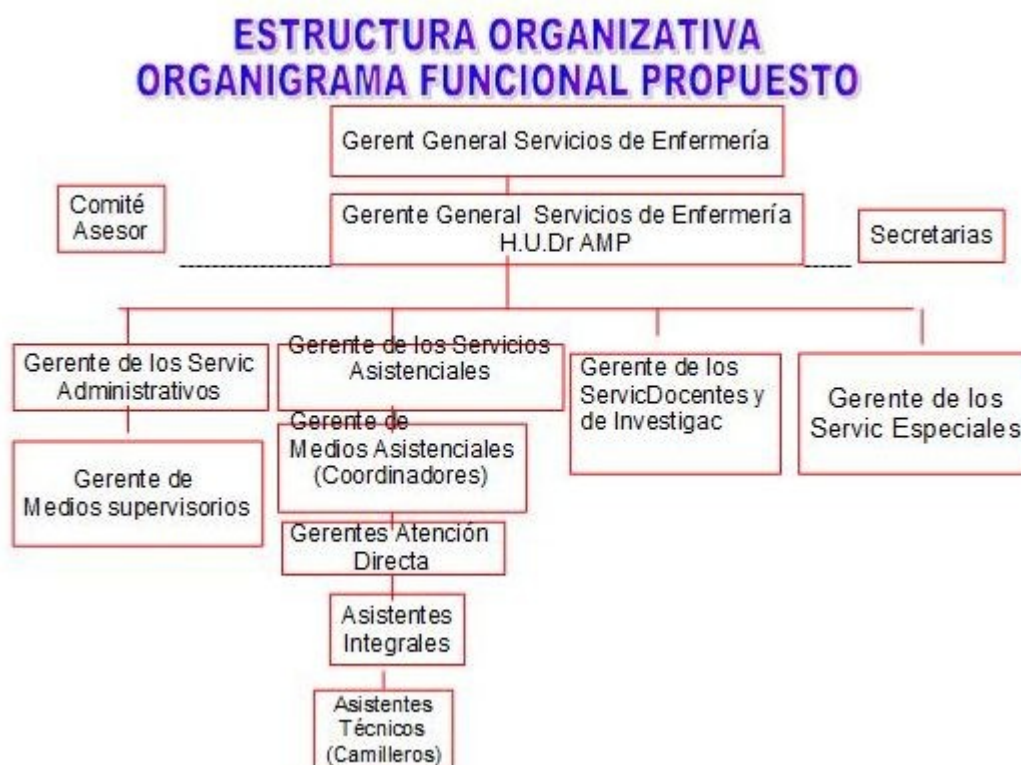 ESTRUCTURA ORGANIZATIVA
ORGANIGRAMA FUNCIONAL PROPUESTO
Gerent General Servicios de Enfermería
Comité
Asesor
Gerente General Servicios de Enfermería
H.U.Dr AMP
Secretarias
Gerente de los Servic
Administrativos
Gerente de los Servicios
Asistenciales
Gerente de los
ServicDocentes y
de Investigac
Gerente de los
Servic Especiales
Gerente de
Medios supervisorios
Gerente de
Medios Asistenciales
(Coordinadores)
Gerentes Atención
Directa
Asistentes
Integrales
Asistentes
Técnicos
(Camilleros)